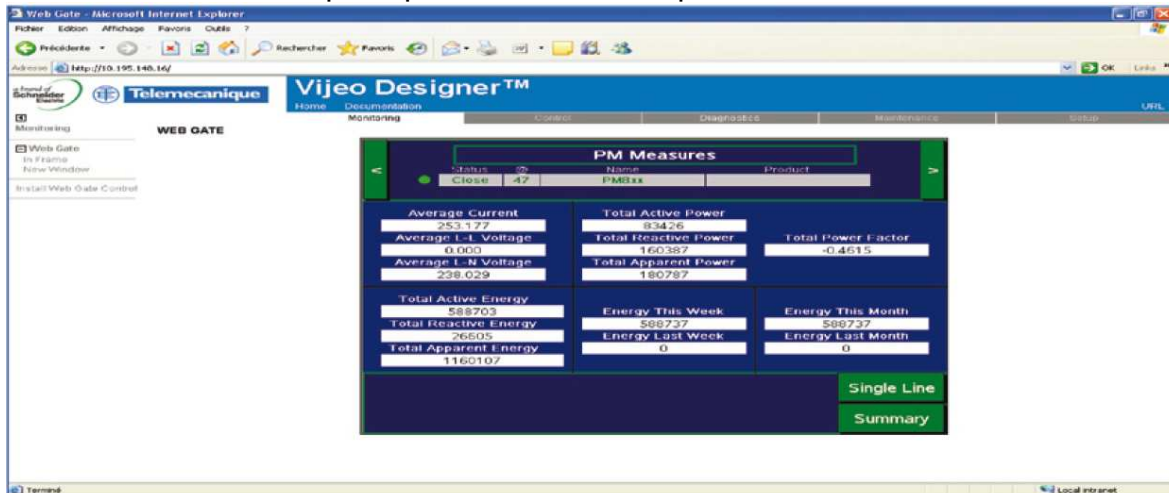 Web Gate - Microsoft Internet Explorer
Fichier Edition Affichage Favoris Outils ?
Précédente Rechercher Favoris
Adresse http://10.195.148.16/ OK
a brand of Schneider Electric Telemecanique
Vijeo Designer™
Home Documentation URL
Monitoring Control Diagnostics Maintenance Setup
Monitoring
WEB GATE
Web Gate
In Frame
New Window
Install Web Gate Control
< PM Measures >
Status @ Name Product
Close 47 PM8xx
Average Current Total Active Power
253.177 83426
Average L-L Voltage Total Reactive Power Total Power Factor
0.000 160387 -0.4615
Average L-N Voltage Total Apparent Power
238.029 180787
Total Active Energy
588703 Energy This Week Energy This Month
Total Reactive Energy 588737 588737
26605 Energy Last Week Energy Last Month
Total Apparent Energy 0 0
1160107
Single Line
Summary
Terminé Local intranet